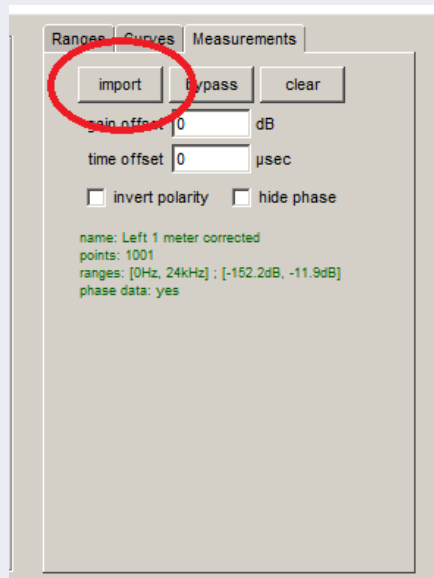 Ranges Curves Measurements
import bypass clear
gain offset 0 dB
time offset 0 µsec
invert polarity hide phase
name: Left 1 meter corrected
points: 1001
ranges: [0Hz, 24kHz] ; [-152.2dB, -11.9dB]
phase data: yes